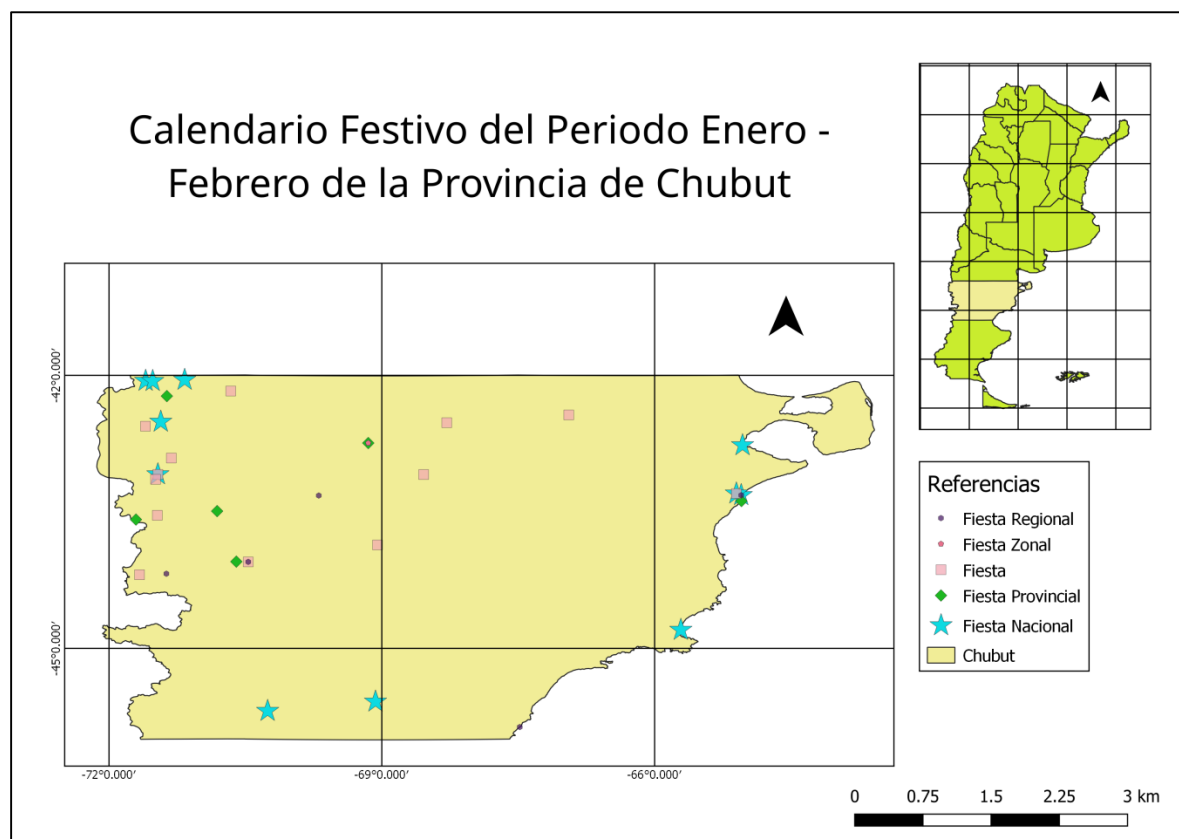 Calendario Festivo del Periodo Enero -
Febrero de la Provincia de Chubut
-42°0.000′
-45°0.000′
-72°0.000′
-69°0.000′
-66°0.000′
Referencias
Fiesta Regional
Fiesta Zonal
Fiesta
Fiesta Provincial
Fiesta Nacional
Chubut
0 0.75 1.5 2.25 3 km